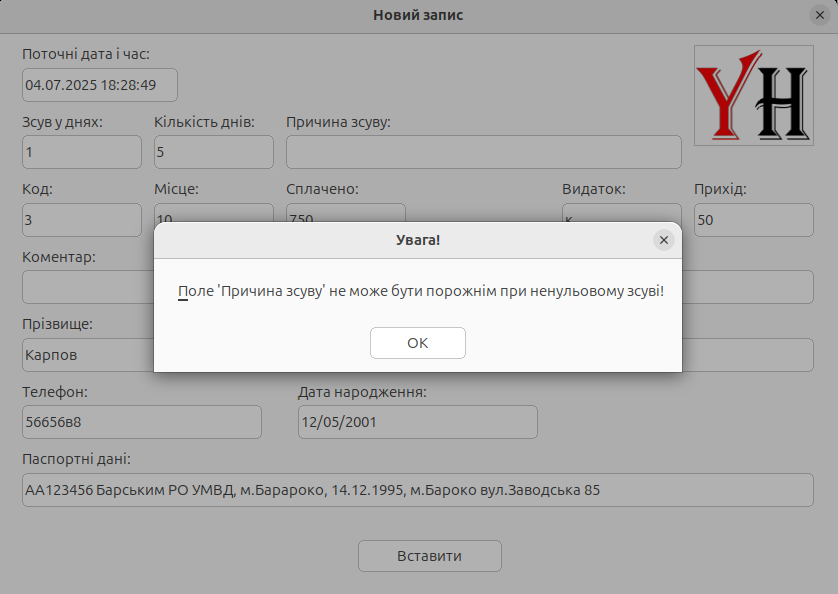 Новий запис
Поточні дата і час:
04.07.2025 18:28:49
YH
Зсув у днях: Кількість днів: Причина зсуву:
1 5
Код: Місце: Сплачено: Видаток: Прихід:
3 10 750 к 50
Увага!
Коментар:
Поле 'Причина зсуву' не може бути порожнім при ненульовому зсуві!
Прізвище:
OK
Карпов
Телефон: Дата народження:
56656в8 12/05/2001
Паспортні дані:
АА123456 Барським РО УМВД, м.Барароко, 14.12.1995, м.Бароко вул.Заводська 85
Вставити